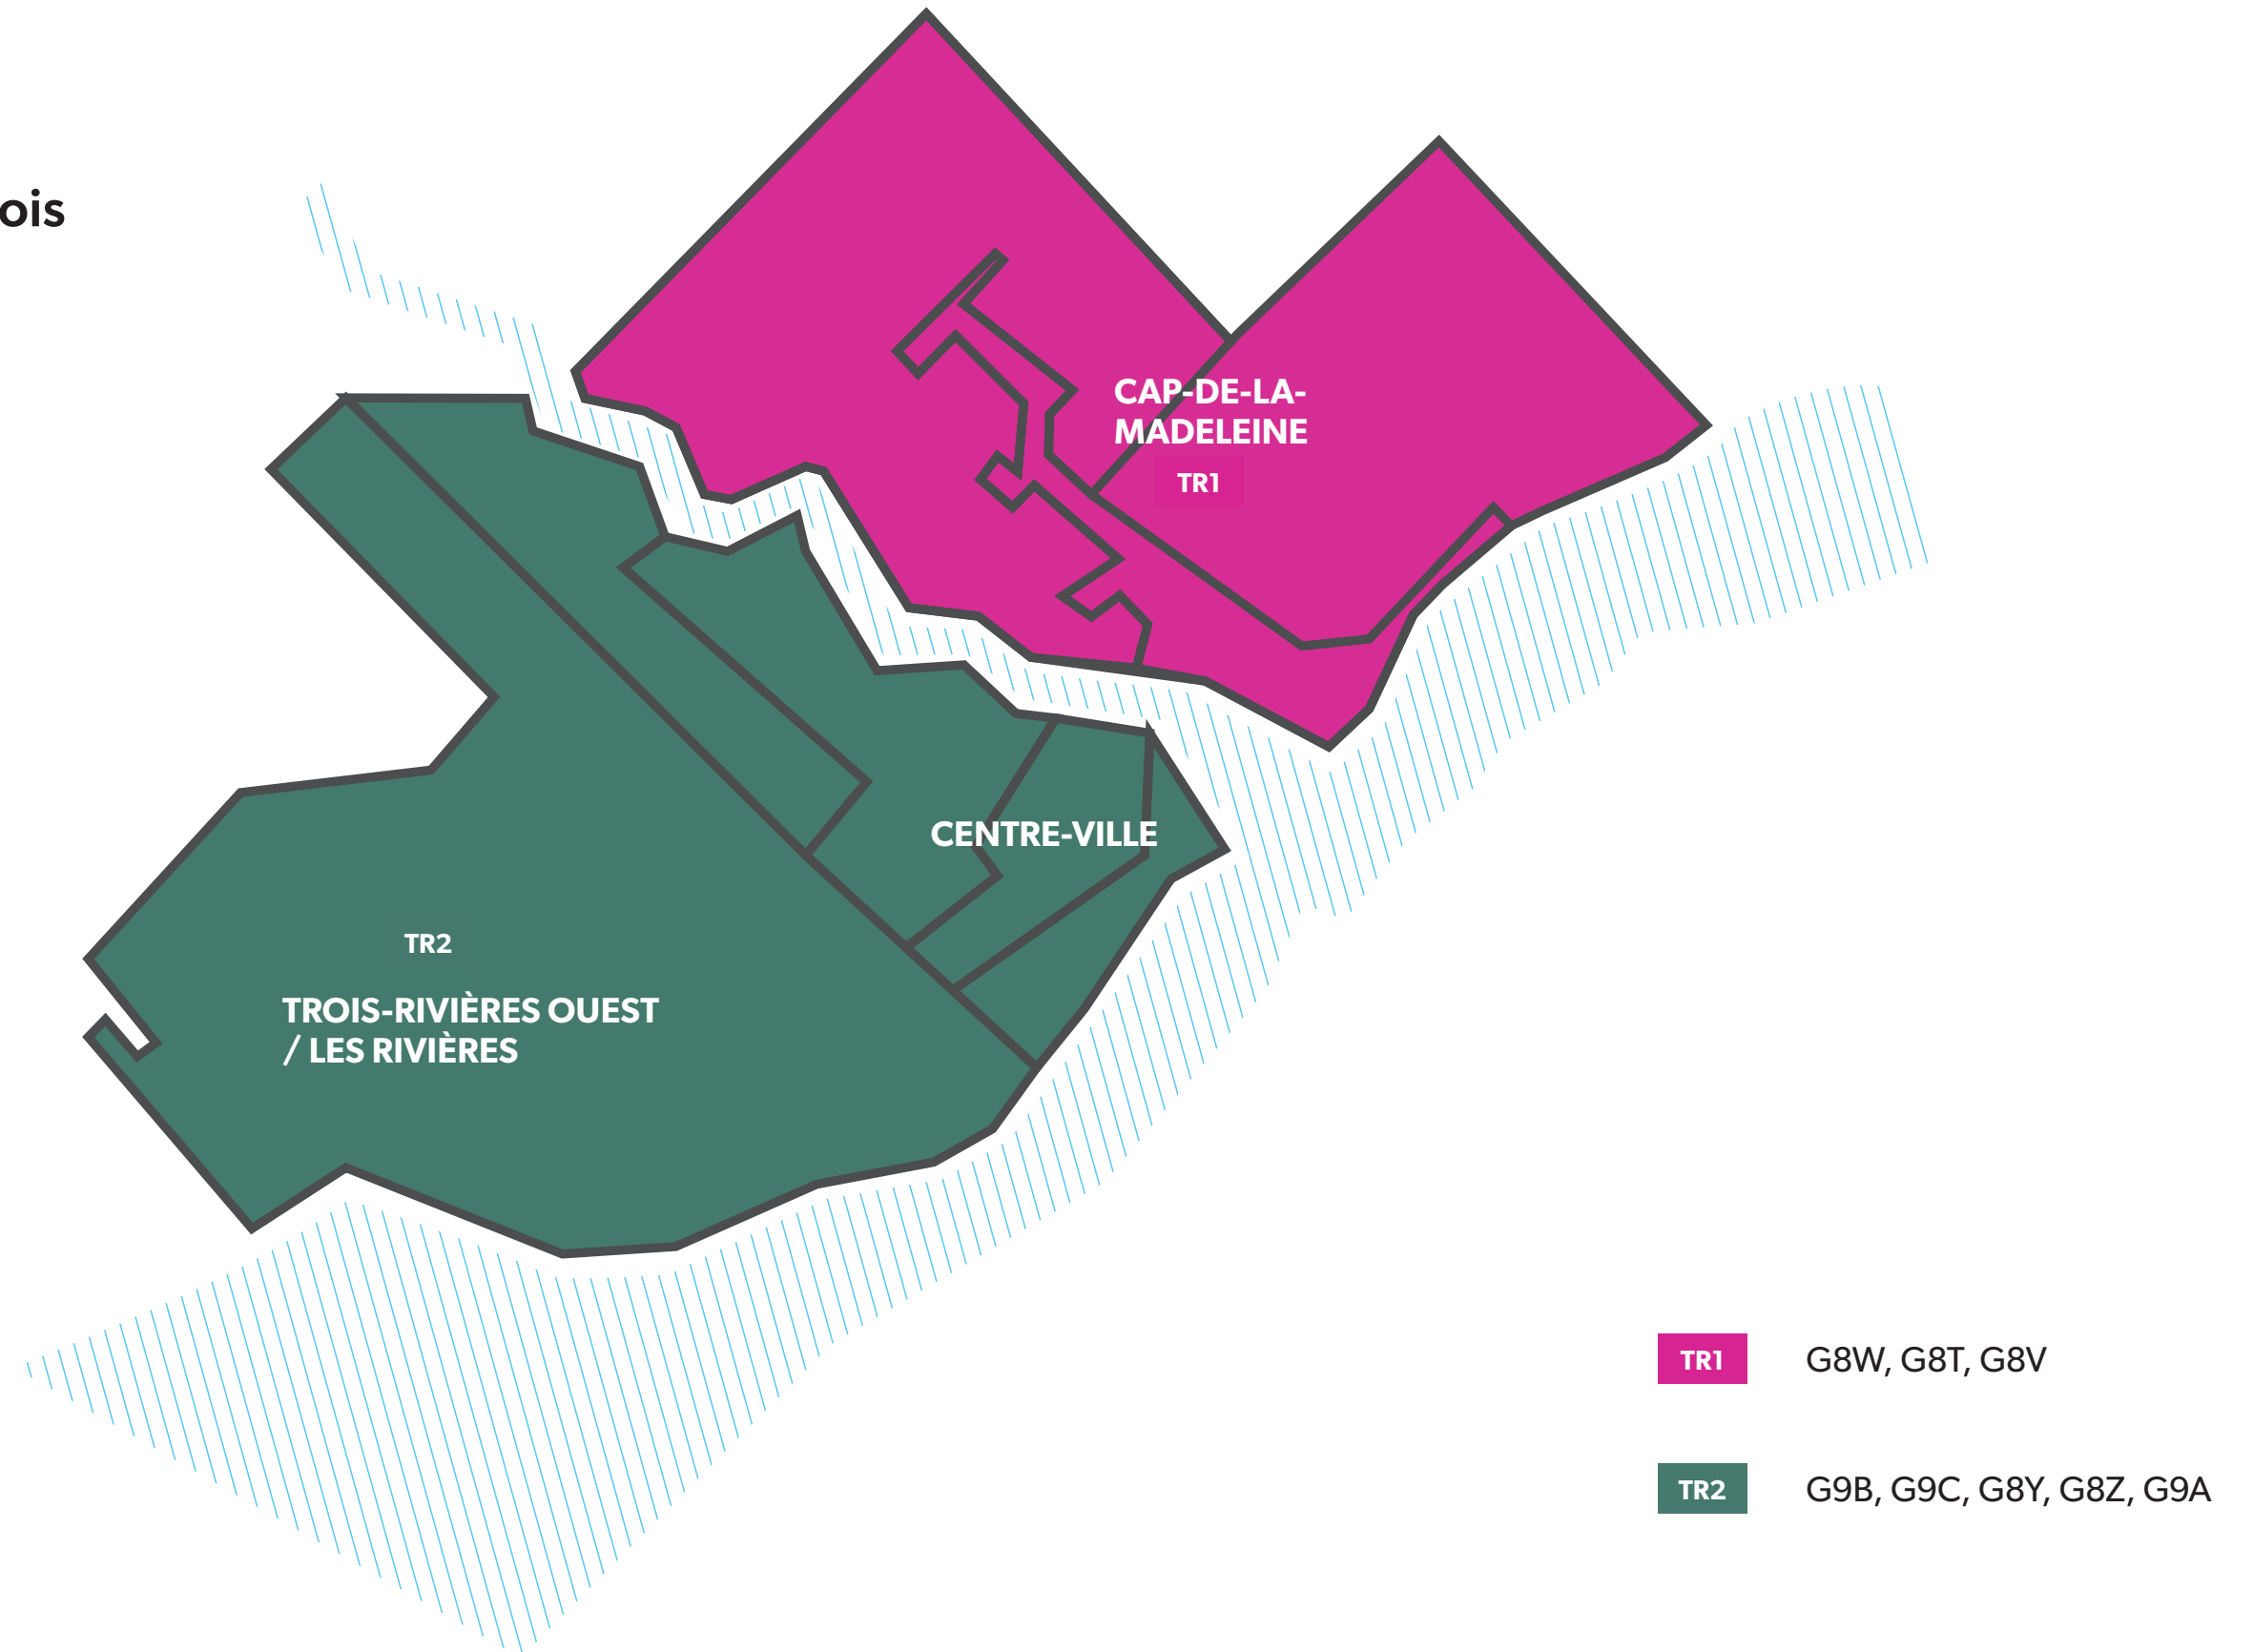 ois
CAP-DE-LA-
MADELEINE
TR1
CENTRE-VILLE
TR2
TROIS-RIVIÈRES OUEST
/ LES RIVIÈRES
TR1 G8W, G8T, G8V
TR2 G9B, G9C, G8Y, G8Z, G9A